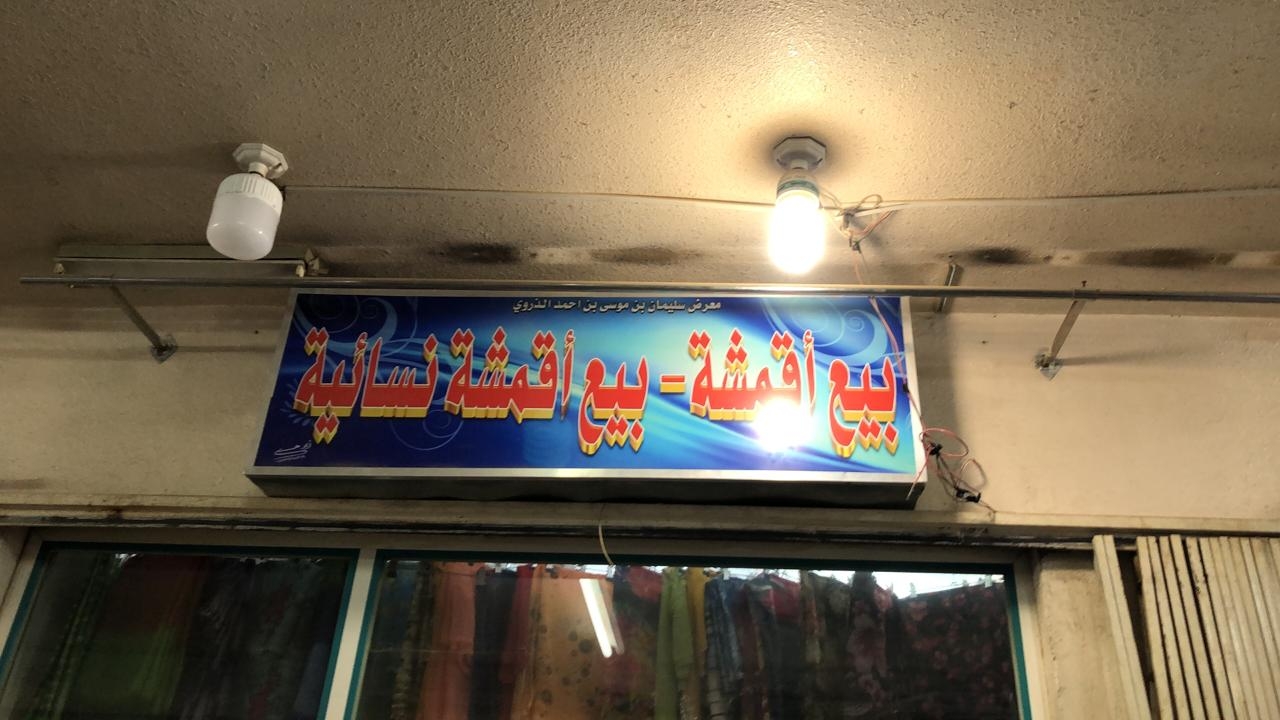 معرض سليمان بن موسى بن احمد الذروي
بيع أقمشة - بيع أقمشة نسائية